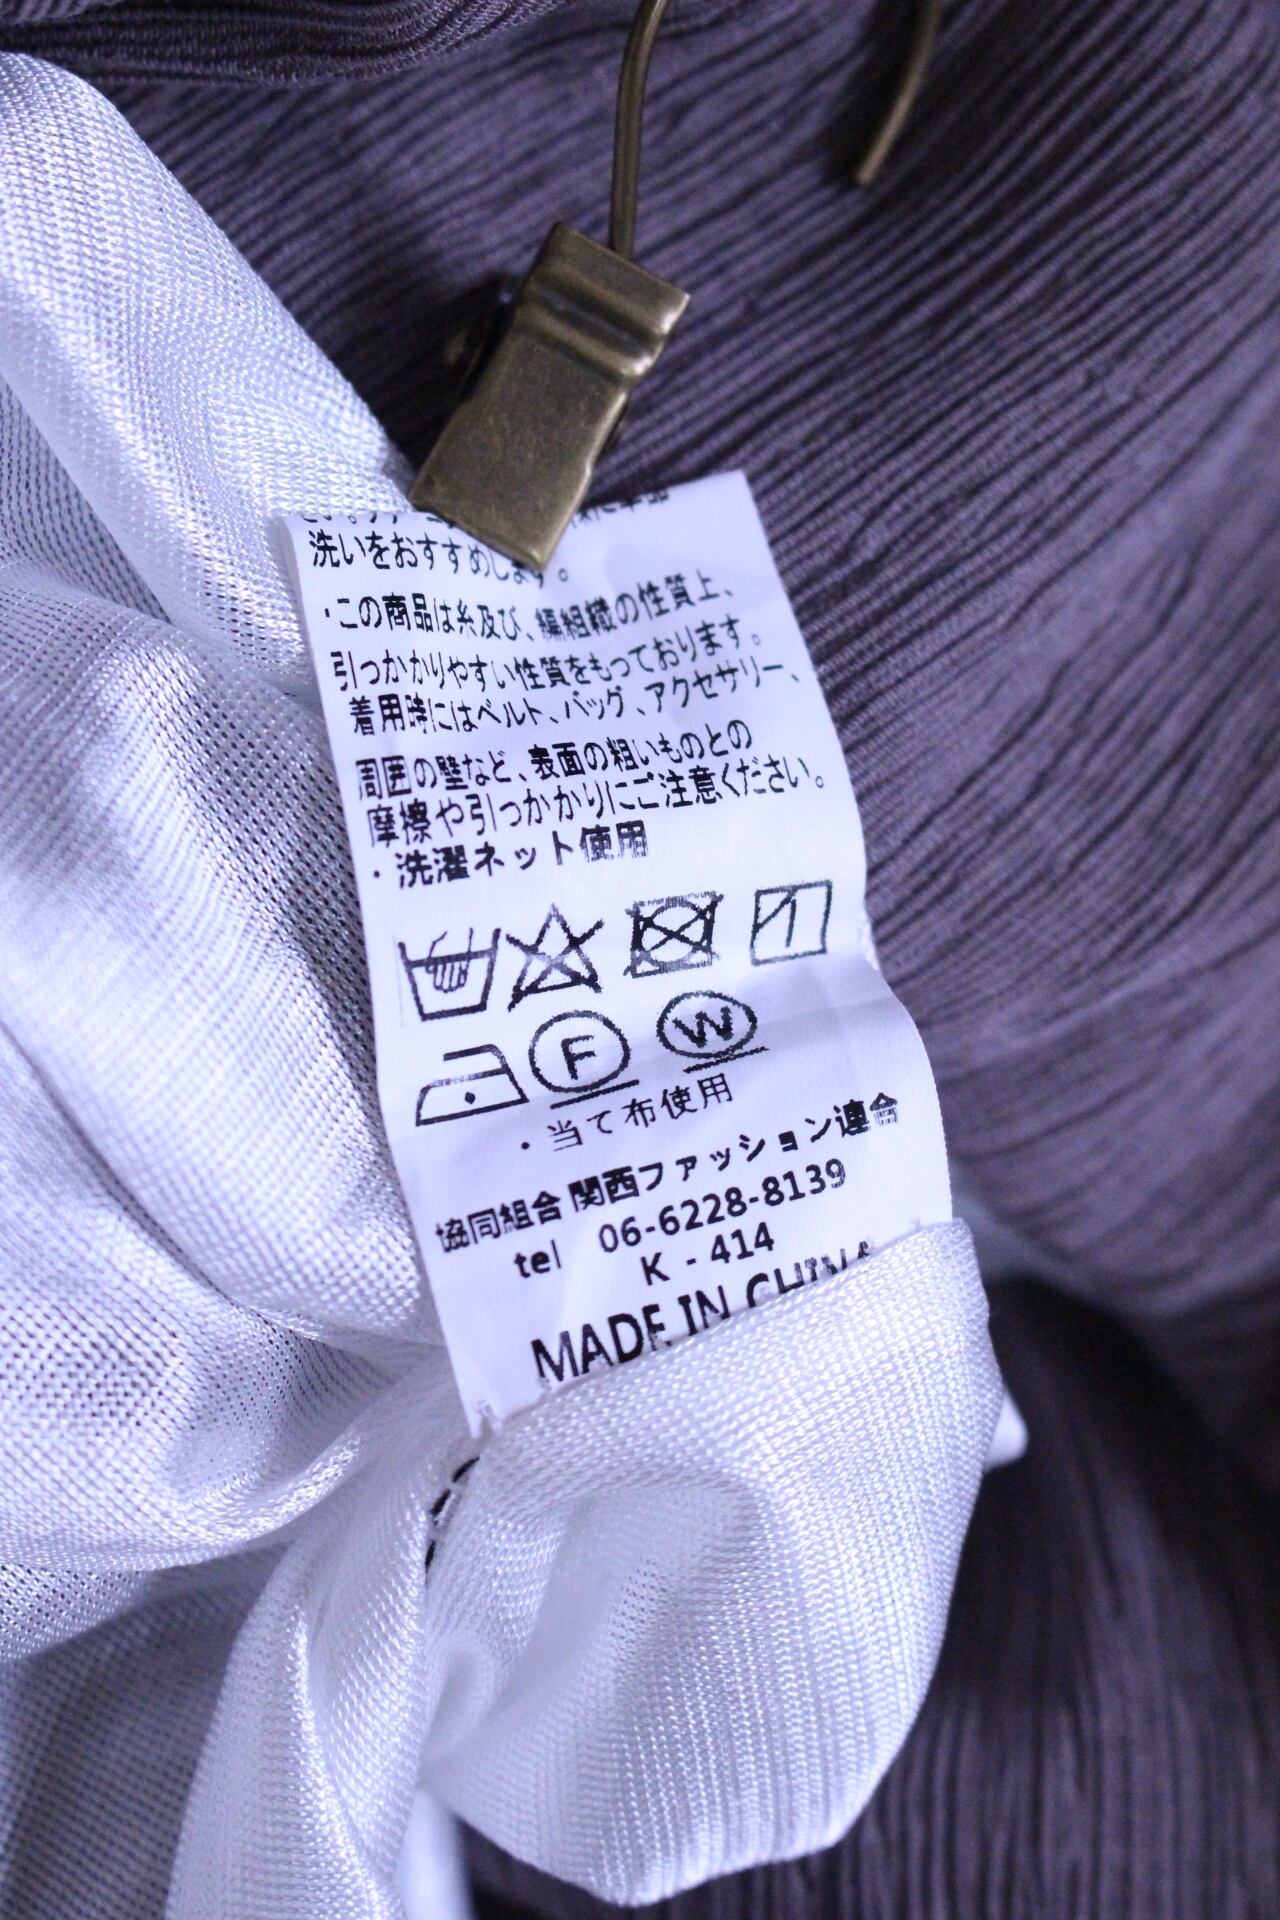 洗いをおすすめします。
・この商品は糸及び、編組織の性質上、
引っかかりやすい性質をもっております。
着用時にはベルト、バッグ、アクセサリー、
周囲の壁など、表面の粗いものとの
摩擦や引っかかりにご注意ください。
・洗濯ネット使用
F W
・当て布使用
協同組合 関西ファッション連合
tel 06-6228-8139
K - 414
MADE IN CHINA